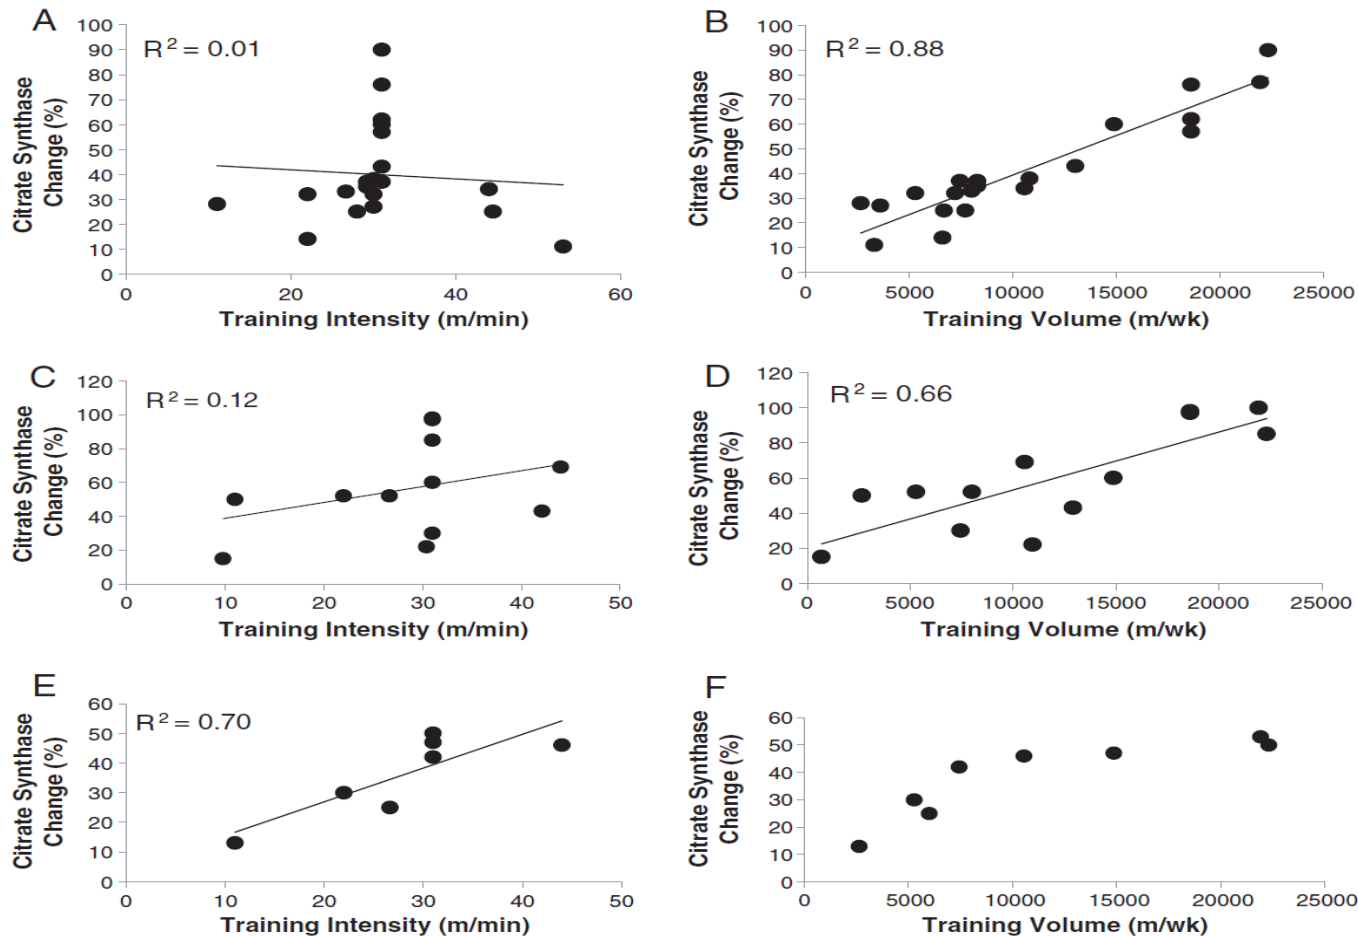 A
R² = 0.01
Citrate Synthase
Change (%)
100
90
80
70
60
50
40
30
20
10
0
0 20 40 60
Training Intensity (m/min)
B
R² = 0.88
Citrate Synthase
Change (%)
100
90
80
70
60
50
40
30
20
10
0
0 5000 10000 15000 20000 25000
Training Volume (m/wk)
C
R² = 0.12
Citrate Synthase
Change (%)
120
100
80
60
40
20
0
0 10 20 30 40 50
Training Intensity (m/min)
D
R² = 0.66
Citrate Synthase
Change (%)
120
100
80
60
40
20
0
0 5000 10000 15000 20000 25000
Training Volume (m/wk)
E
R² = 0.70
Citrate Synthase
Change (%)
60
50
40
30
20
10
0
0 10 20 30 40 50
Training Intensity (m/min)
F
Citrate Synthase
Change (%)
60
50
40
30
20
10
0
0 5000 10000 15000 20000 25000
Training Volume (m/wk)